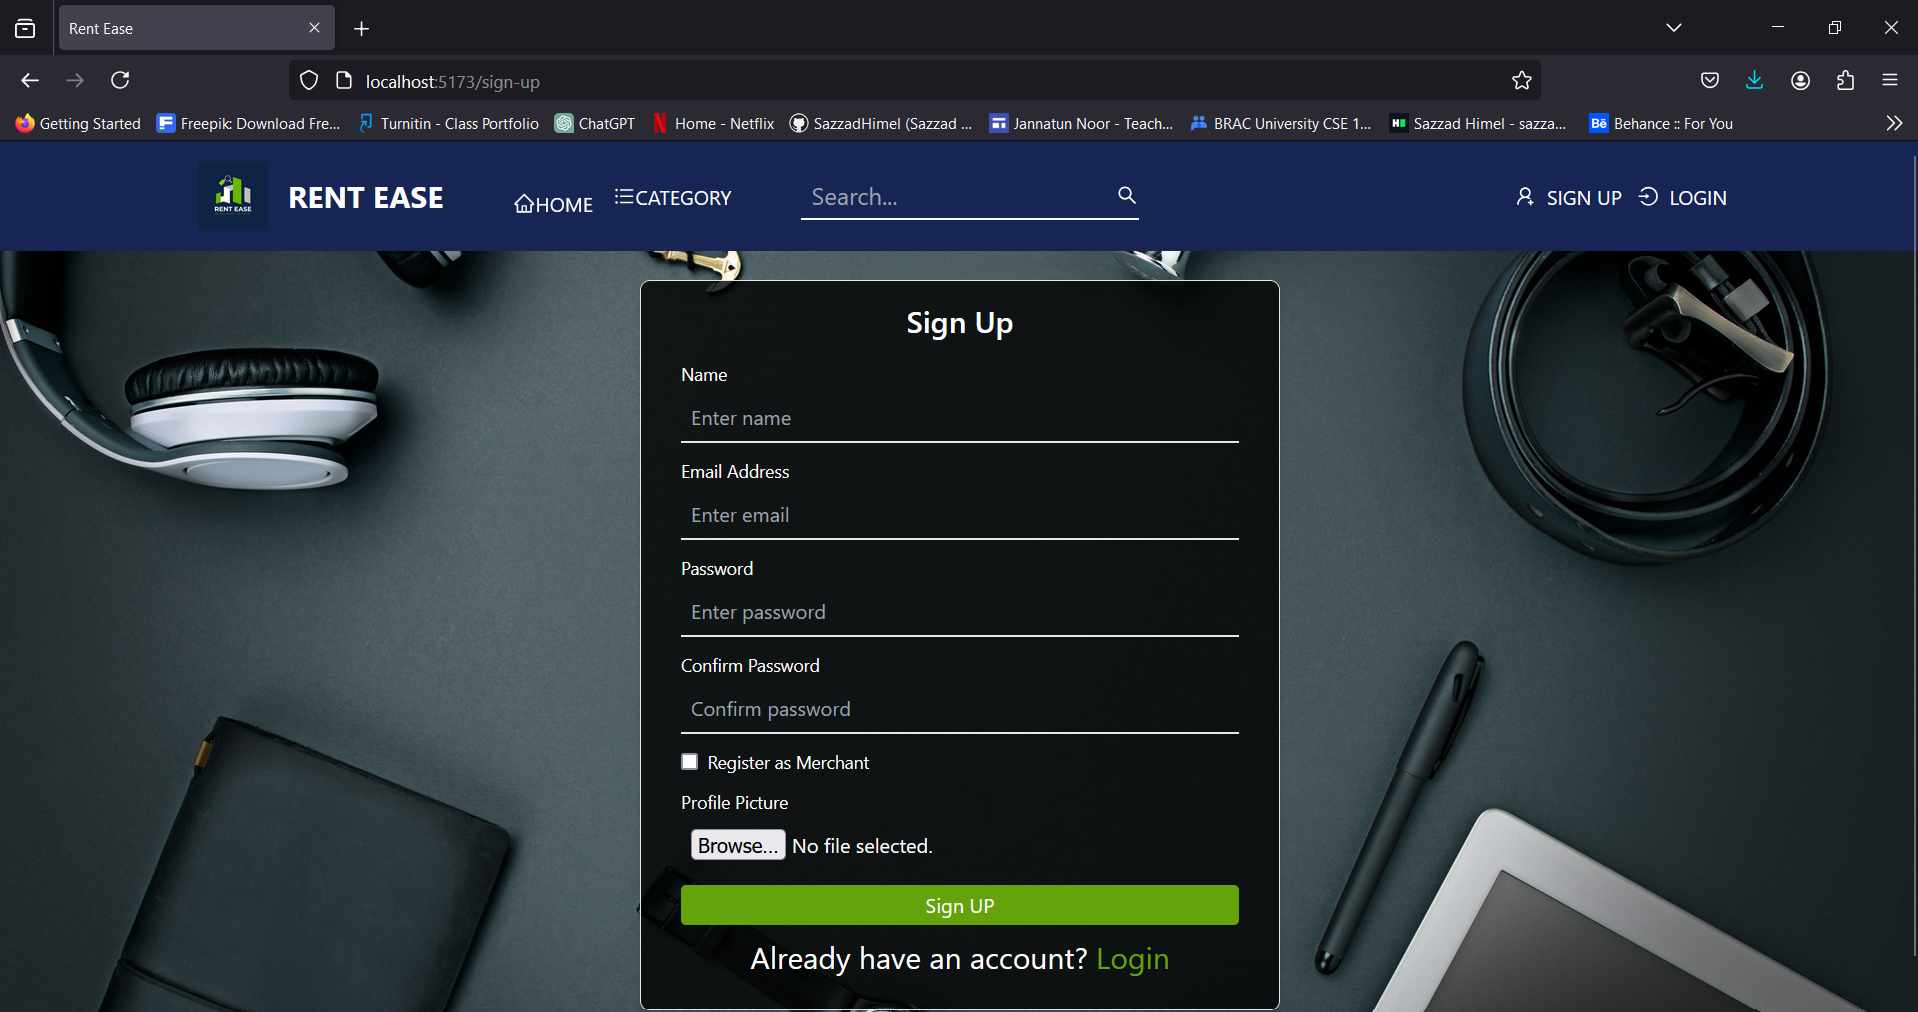 Rent Ease
localhost:5173/sign-up
Getting Started Freepik: Download Fre... Turnitin - Class Portfolio ChatGPT Home - Netflix SazzadHimel (Sazzad ... Jannatun Noor - Teach... BRAC University CSE 1... Sazzad Himel - sazza... Bē Behance :: For You
RENT EASE RENT EASE HOME CATEGORY Search... SIGN UP LOGIN
Sign Up
Name
Enter name
Email Address
Enter email
Password
Enter password
Confirm Password
Confirm password
Register as Merchant
Profile Picture
Browse... No file selected.
Sign UP
Already have an account? Login